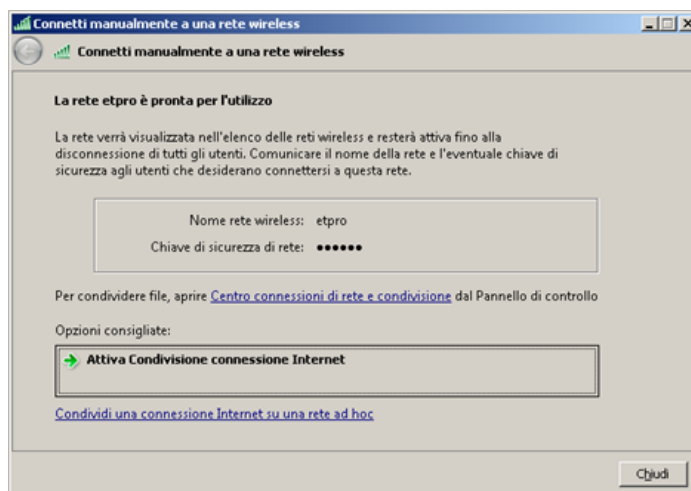 Connetti manualmente a una rete wireless
Connetti manualmente a una rete wireless
La rete etpro è pronta per l'utilizzo
La rete verrà visualizzata nell'elenco delle reti wireless e resterà attiva fino alla
disconnessione di tutti gli utenti. Comunicare il nome della rete e l'eventuale chiave di
sicurezza agli utenti che desiderano connettersi a questa rete.
Nome rete wireless: etpro
Chiave di sicurezza di rete: ••••••
Per condividere file, aprire Centro connessioni di rete e condivisione dal Pannello di controllo
Opzioni consigliate:
Attiva Condivisione connessione Internet
Condividi una connessione Internet su una rete ad hoc
Chiudi